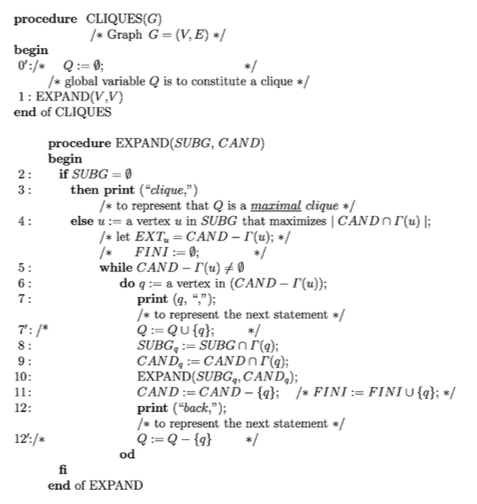 procedure CLIQUES(G)
/* Graph G = (V, E) */
begin
0′:/* Q := ∅; */
/* global variable Q is to constitute a clique */
1 : EXPAND(V,V)
end of CLIQUES
procedure EXPAND(SUBG, CAND)
begin
2 : if SUBG = ∅
3 : then print (“clique,”)
/* to represent that Q is a maximal clique */
4 : else u := a vertex u in SUBG that maximizes | CAND ∩ Γ(u) |;
/* let EXTᵤ = CAND − Γ(u); */
/* FINI := ∅; */
5 : while CAND − Γ(u) ≠ ∅
6 : do q := a vertex in (CAND − Γ(u));
7 : print (q, “,”);
/* to represent the next statement */
7′: /* Q := Q ∪ {q}; */
8 : SUBG_q := SUBG ∩ Γ(q);
9 : CAND_q := CAND ∩ Γ(q);
10: EXPAND(SUBG_q, CAND_q);
11: CAND := CAND − {q}; /* FINI := FINI ∪ {q}; */
12: print (“back,”);
/* to represent the next statement */
12′:/* Q := Q − {q} */
od
fi
end of EXPAND